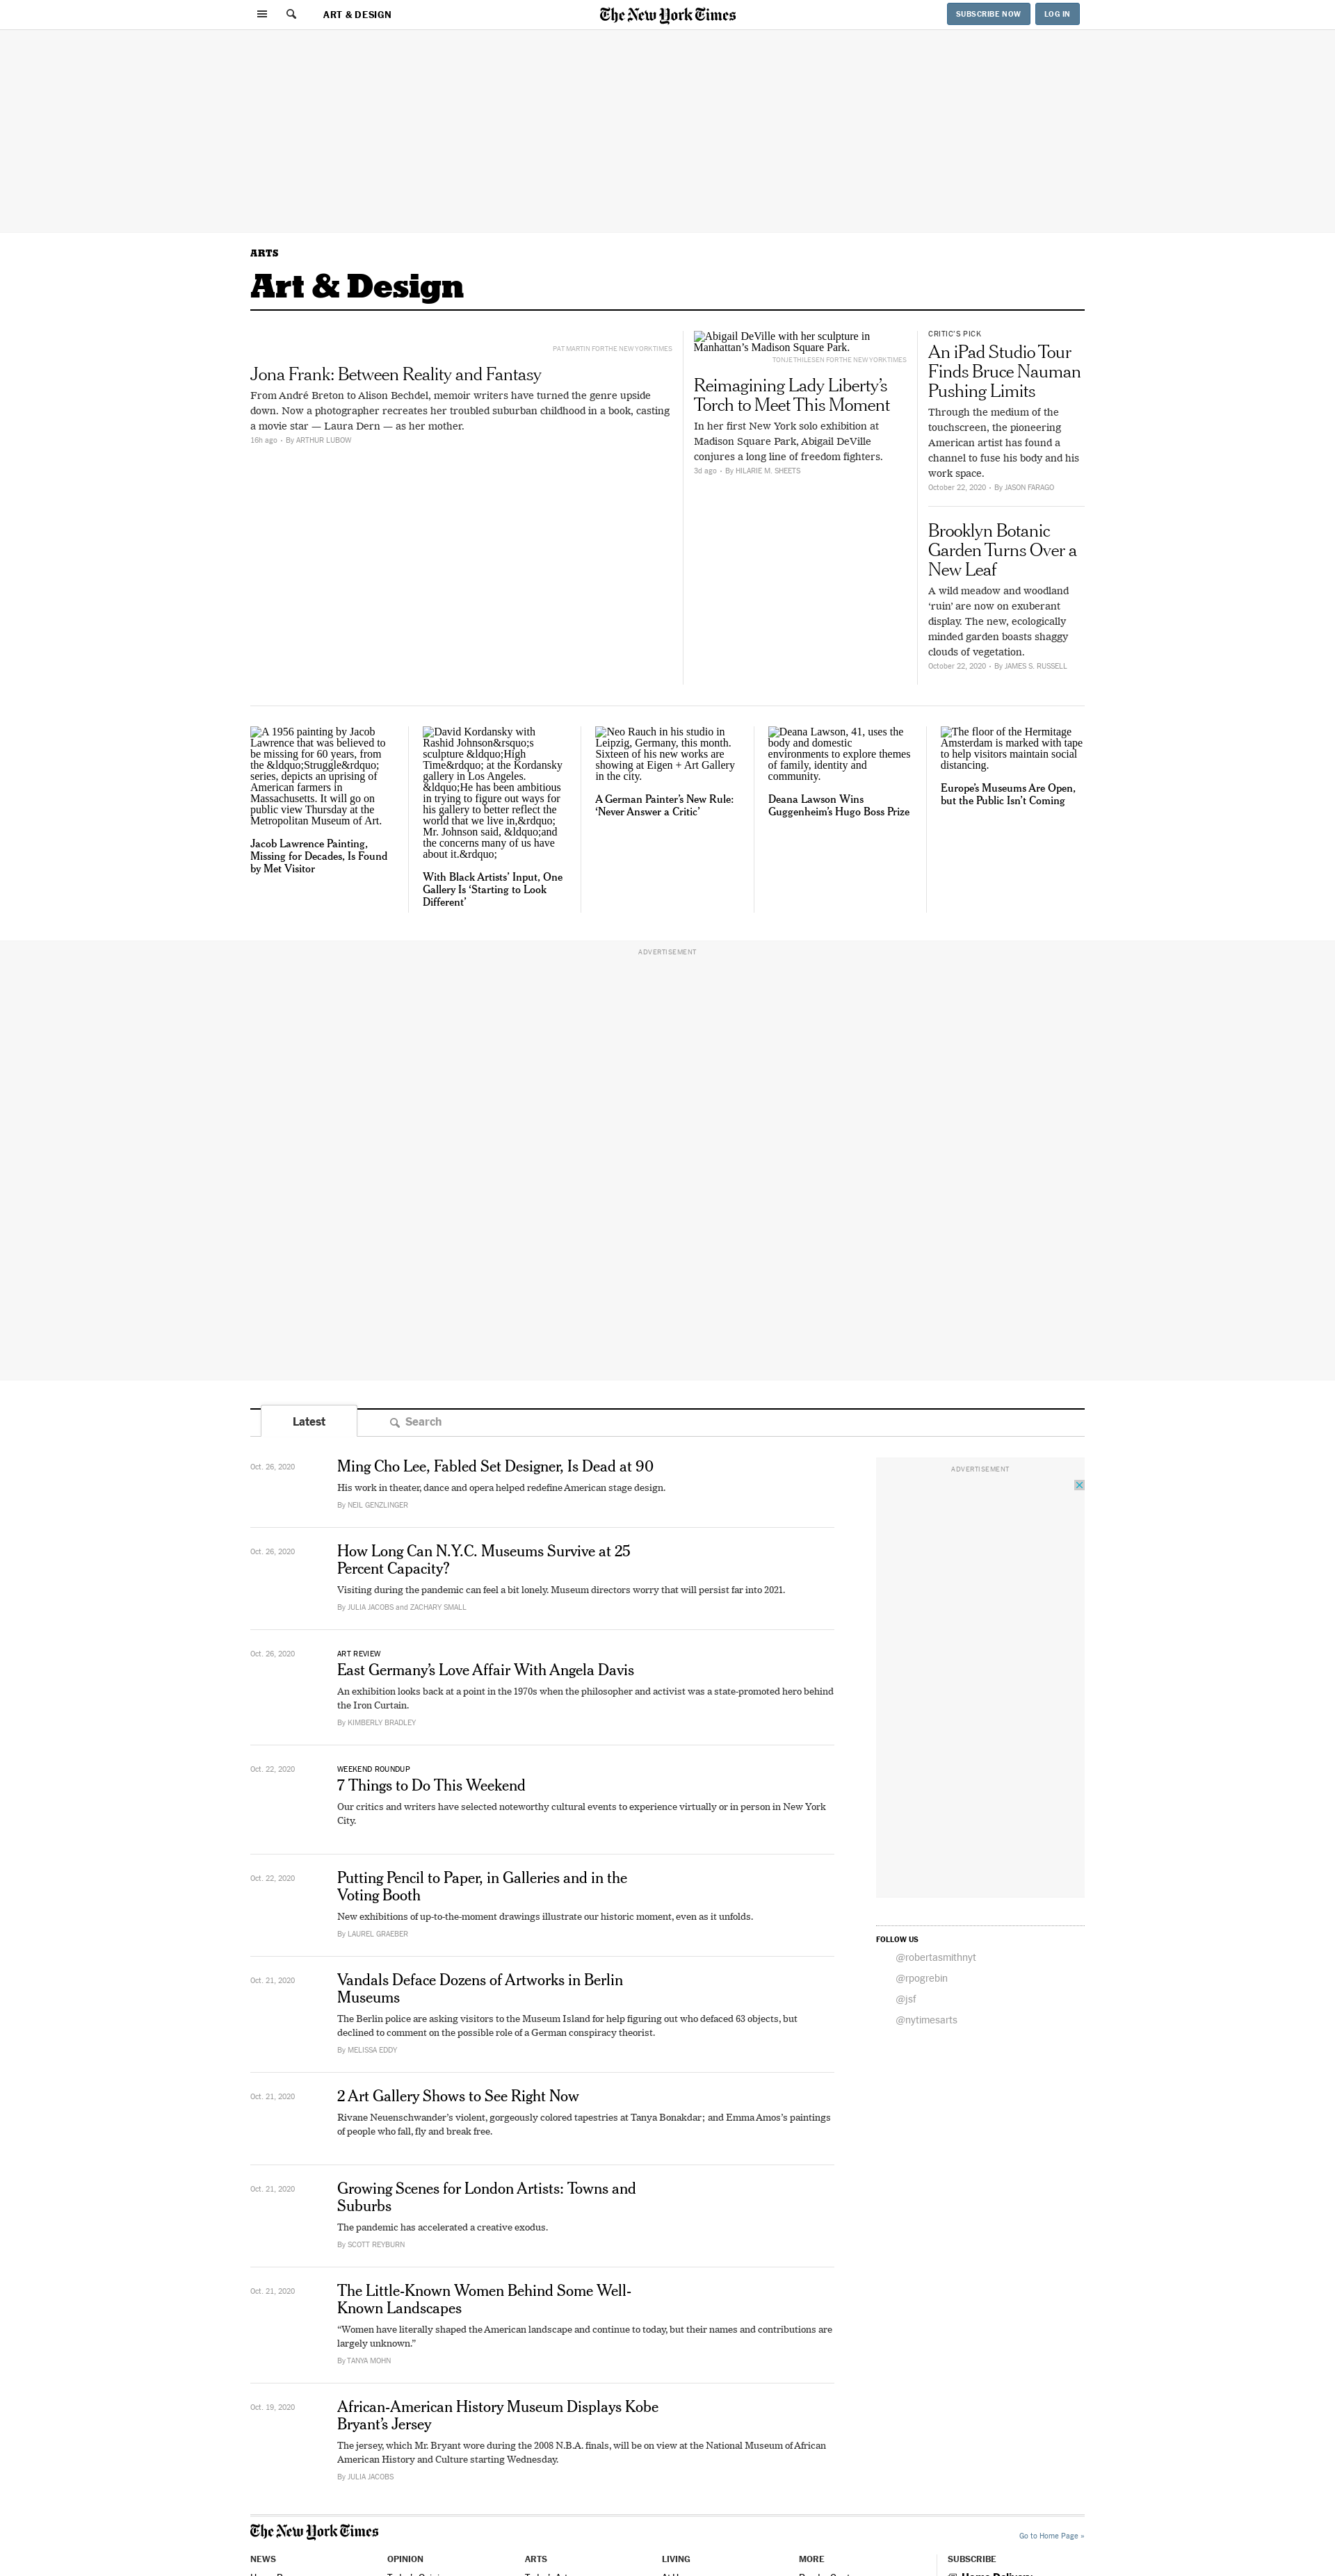 ART & DESIGN
The New York Times
SUBSCRIBE NOW
LOG IN
ARTS
Art & Design
PAT MARTIN FOR THE NEW YORK TIMES
Jona Frank: Between Reality and Fantasy
From André Breton to Alison Bechdel, memoir writers have turned the genre upside
down. Now a photographer recreates her troubled suburban childhood in a book, casting
a movie star — Laura Dern — as her mother.
16h ago • By ARTHUR LUBOW
Abigail DeVille with her sculpture in
Manhattan’s Madison Square Park.
TONJE THILESEN FOR THE NEW YORK TIMES
Reimagining Lady Liberty’s
Torch to Meet This Moment
In her first New York solo exhibition at
Madison Square Park, Abigail DeVille
conjures a long line of freedom fighters.
3d ago • By HILARIE M. SHEETS
CRITIC’S PICK
An iPad Studio Tour
Finds Bruce Nauman
Pushing Limits
Through the medium of the
touchscreen, the pioneering
American artist has found a
channel to fuse his body and his
work space.
October 22, 2020 • By JASON FARAGO
Brooklyn Botanic
Garden Turns Over a
New Leaf
A wild meadow and woodland
‘ruin’ are now on exuberant
display. The new, ecologically
minded garden boasts shaggy
clouds of vegetation.
October 22, 2020 • By JAMES S. RUSSELL
A 1956 painting by Jacob
Lawrence that was believed to
be missing for 60 years, from
the &ldquo;Struggle&rdquo;
series, depicts an uprising of
American farmers in
Massachusetts. It will go on
public view Thursday at the
Metropolitan Museum of Art.
Jacob Lawrence Painting,
Missing for Decades, Is Found
by Met Visitor
David Kordansky with
Rashid Johnson&rsquo;s
sculpture &ldquo;High
Time&rdquo; at the Kordansky
gallery in Los Angeles.
&ldquo;He has been ambitious
in trying to figure out ways for
his gallery to better reflect the
world that we live in,&rdquo;
Mr. Johnson said, &ldquo;and
the concerns many of us have
about it.&rdquo;
With Black Artists’ Input, One
Gallery Is ‘Starting to Look
Different’
Neo Rauch in his studio in
Leipzig, Germany, this month.
Sixteen of his new works are
showing at Eigen + Art Gallery
in the city.
A German Painter’s New Rule:
‘Never Answer a Critic’
Deana Lawson, 41, uses the
body and domestic
environments to explore themes
of family, identity and
community.
Deana Lawson Wins
Guggenheim’s Hugo Boss Prize
The floor of the Hermitage
Amsterdam is marked with tape
to help visitors maintain social
distancing.
Europe’s Museums Are Open,
but the Public Isn’t Coming
ADVERTISEMENT
Latest
Search
Oct. 26, 2020
Ming Cho Lee, Fabled Set Designer, Is Dead at 90
His work in theater, dance and opera helped redefine American stage design.
By NEIL GENZLINGER
Oct. 26, 2020
How Long Can N.Y.C. Museums Survive at 25
Percent Capacity?
Visiting during the pandemic can feel a bit lonely. Museum directors worry that will persist far into 2021.
By JULIA JACOBS and ZACHARY SMALL
Oct. 26, 2020
ART REVIEW
East Germany’s Love Affair With Angela Davis
An exhibition looks back at a point in the 1970s when the philosopher and activist was a state-promoted hero behind
the Iron Curtain.
By KIMBERLY BRADLEY
Oct. 22, 2020
WEEKEND ROUNDUP
7 Things to Do This Weekend
Our critics and writers have selected noteworthy cultural events to experience virtually or in person in New York
City.
Oct. 22, 2020
Putting Pencil to Paper, in Galleries and in the
Voting Booth
New exhibitions of up-to-the-moment drawings illustrate our historic moment, even as it unfolds.
By LAUREL GRAEBER
Oct. 21, 2020
Vandals Deface Dozens of Artworks in Berlin
Museums
The Berlin police are asking visitors to the Museum Island for help figuring out who defaced 63 objects, but
declined to comment on the possible role of a German conspiracy theorist.
By MELISSA EDDY
Oct. 21, 2020
2 Art Gallery Shows to See Right Now
Rivane Neuenschwander’s violent, gorgeously colored tapestries at Tanya Bonakdar; and Emma Amos’s paintings
of people who fall, fly and break free.
Oct. 21, 2020
Growing Scenes for London Artists: Towns and
Suburbs
The pandemic has accelerated a creative exodus.
By SCOTT REYBURN
Oct. 21, 2020
The Little-Known Women Behind Some Well-
Known Landscapes
“Women have literally shaped the American landscape and continue to today, but their names and contributions are
largely unknown.”
By TANYA MOHN
Oct. 19, 2020
African-American History Museum Displays Kobe
Bryant’s Jersey
The jersey, which Mr. Bryant wore during the 2008 N.B.A. finals, will be on view at the National Museum of African
American History and Culture starting Wednesday.
By JULIA JACOBS
ADVERTISEMENT
FOLLOW US
@robertasmithnyt
@rpogrebin
@jsf
@nytimesarts
The New York Times
Go to Home Page »
NEWS
OPINION
ARTS
LIVING
MORE
SUBSCRIBE